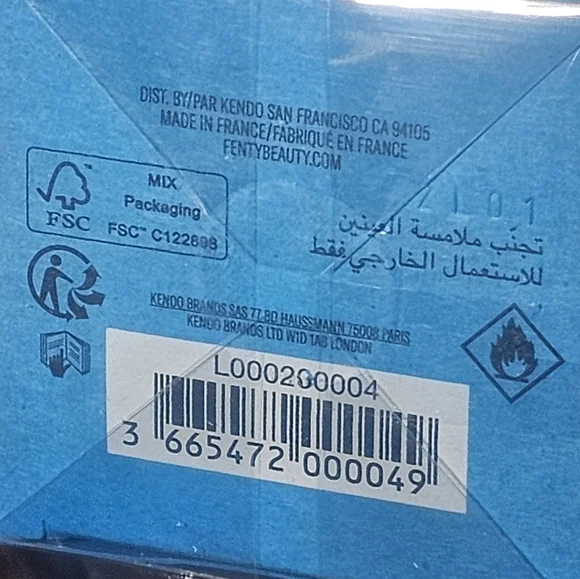 DIST. BY/PAR KENDO SAN FRANCISCO CA 94105
MADE IN FRANCE/FABRIQUÉ EN FRANCE
FENTYBEAUTY.COM
MIX
Packaging
FSC
FSC™ C122698
تجنّب ملامسة العينين
للاستعمال الخارجي فقط
KENDO BRANDS SAS 77 BD HAUSSMANN 75008 PARIS
KENDO BRANDS LTD W1D 1AB LONDON
L000200004
3 665472 000049